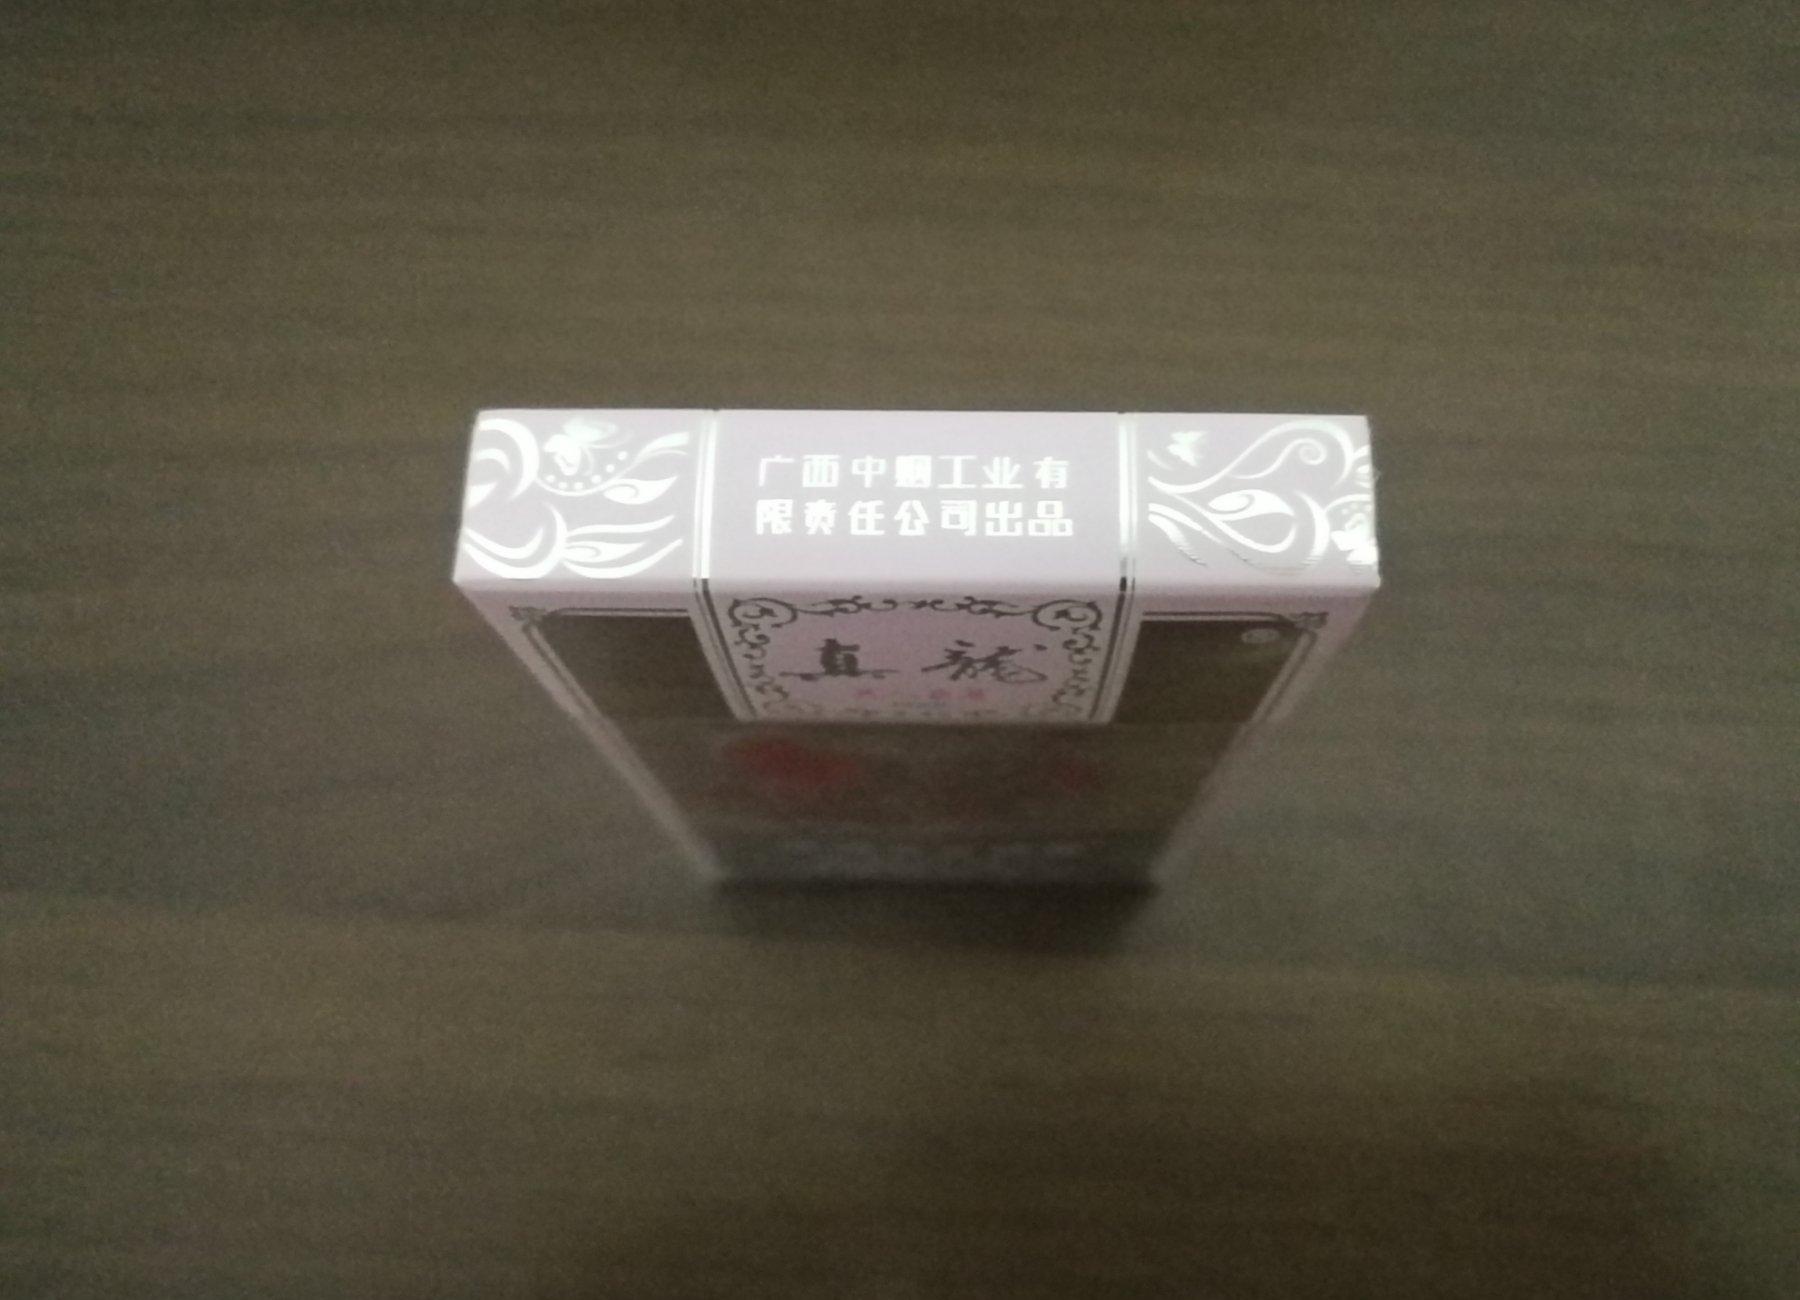 广西中烟工业有
限责任公司出品
真龍